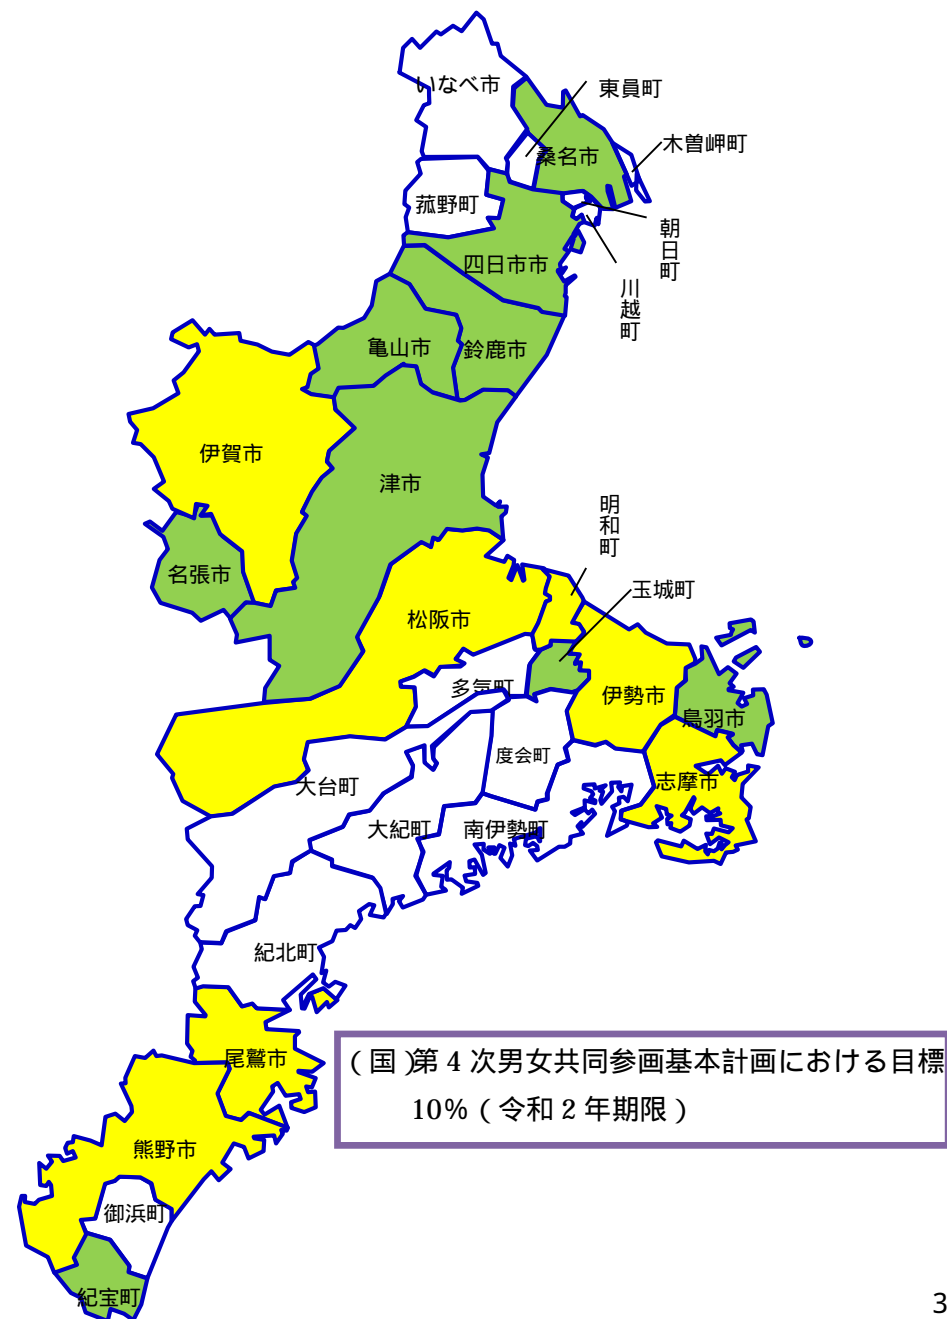 いなべ市
東員町
桑名市
木曽岬町
菰野町
朝日町
四日市市
川越町
亀山市
鈴鹿市
伊賀市
津市
明和町
名張市
玉城町
松阪市
多気町
伊勢市
鳥羽市
度会町
志摩市
大台町
大紀町
南伊勢町
紀北町
尾鷲市
(国)第4次男女共同参画基本計画における目標
10%(令和2年期限)
熊野市
御浜町
紀宝町
3